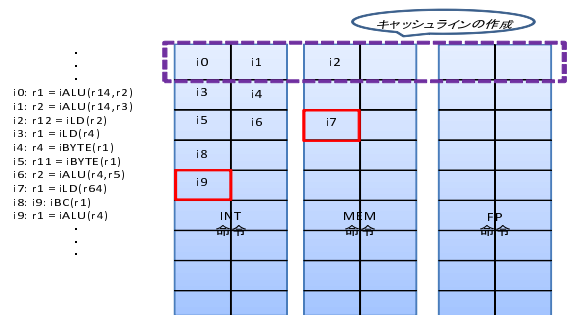 キャッシュラインの作成
i0: r1 = iALU(r14,r2)
i1: r2 = iALU(r14,r3)
i2: r12 = iLD(r2)
i3: r1 = iLD(r4)
i4: r4 = iBYTE(r1)
i5: r11 = iBYTE(r1)
i6: r2 = iALU(r4,r5)
i7: r1 = iLD(r64)
i8: i9: iBC(r1)
i9: r1 = iALU(r4)
i0 i1 i2
i3 i4
i5 i6 i7
i8
i9
INT MEM FP
命令 命令 命令